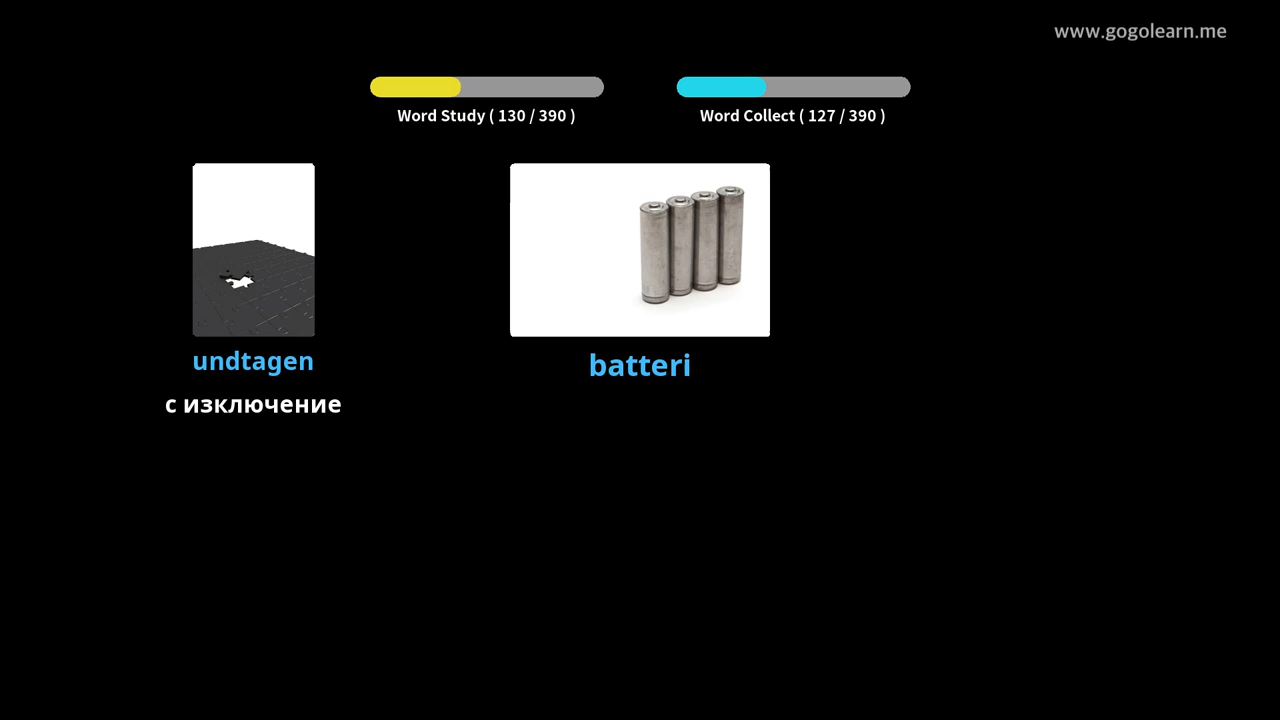 www.gogolearn.me
Word Study ( 130 / 390 )
Word Collect ( 127 / 390 )
undtagen
с изключение
batteri